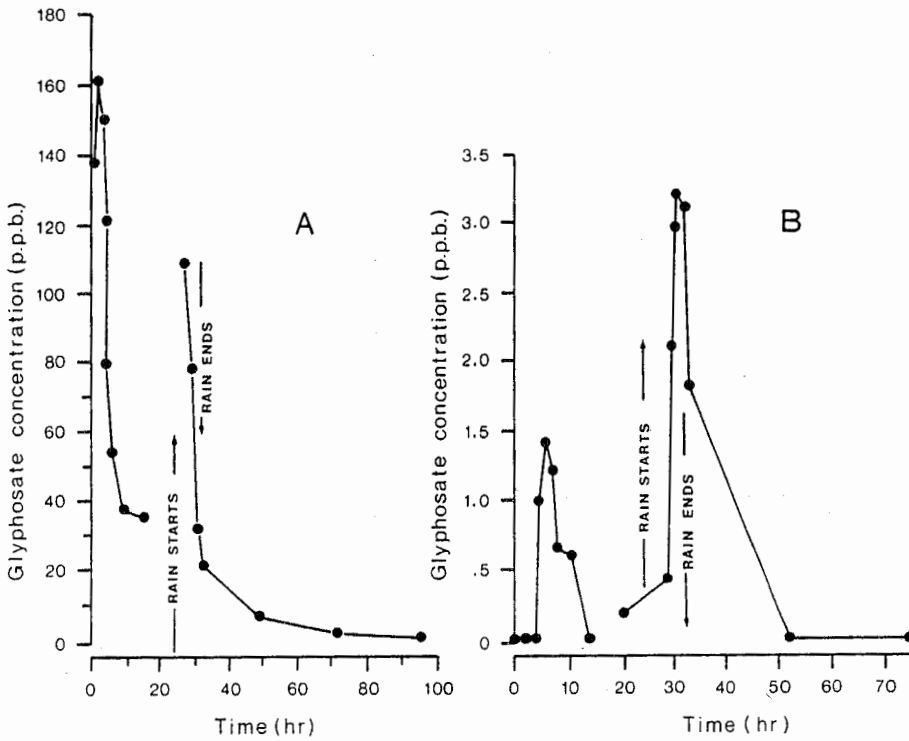 Glyphosate concentration (p.p.b.)
180
160
140
120
100
80
60
40
20
0
A
RAIN STARTS
RAIN ENDS
0 20 40 60 80 100
Time (hr)
Glyphosate concentration (p.p.b.)
3.5
3.0
2.5
2.0
1.5
1.0
.5
0
B
RAIN STARTS
RAIN ENDS
0 10 20 30 40 50 60 70
Time (hr)